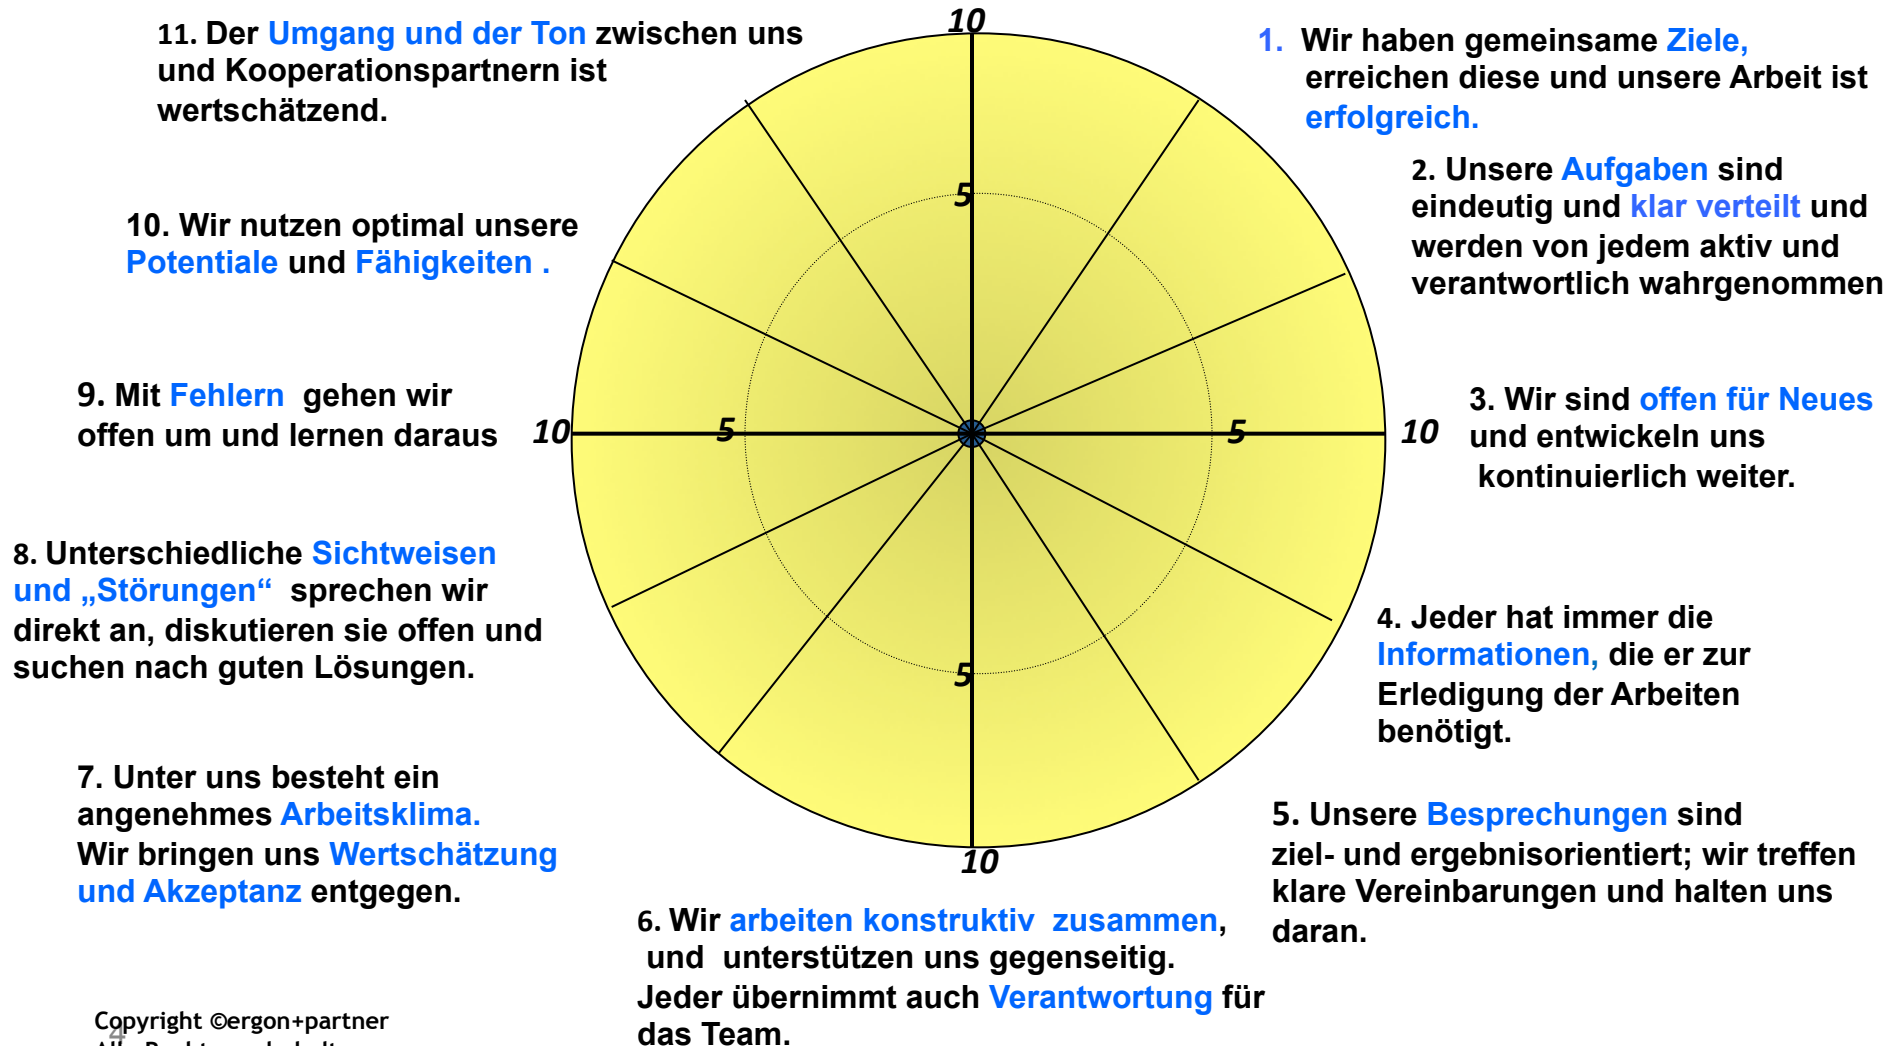 10
11. Der Umgang und der Ton zwischen uns
und Kooperationspartnern ist
wertschätzend.
1. Wir haben gemeinsame Ziele,
erreichen diese und unsere Arbeit ist
erfolgreich.
2. Unsere Aufgaben sind
eindeutig und klar verteilt und
werden von jedem aktiv und
verantwortlich wahrgenommen
5
10. Wir nutzen optimal unsere
Potentiale und Fähigkeiten .
9. Mit Fehlern gehen wir
offen um und lernen daraus
10
5
5
10
3. Wir sind offen für Neues
und entwickeln uns
kontinuierlich weiter.
8. Unterschiedliche Sichtweisen
und „Störungen“ sprechen wir
direkt an, diskutieren sie offen und
suchen nach guten Lösungen.
4. Jeder hat immer die
Informationen, die er zur
Erledigung der Arbeiten
benötigt.
5
7. Unter uns besteht ein
angenehmes Arbeitsklima.
Wir bringen uns Wertschätzung
und Akzeptanz entgegen.
5. Unsere Besprechungen sind
ziel- und ergebnisorientiert; wir treffen
klare Vereinbarungen und halten uns
daran.
10
6. Wir arbeiten konstruktiv zusammen,
und unterstützen uns gegenseitig.
Jeder übernimmt auch Verantwortung für
das Team.
Copyright ©ergon+partner
4